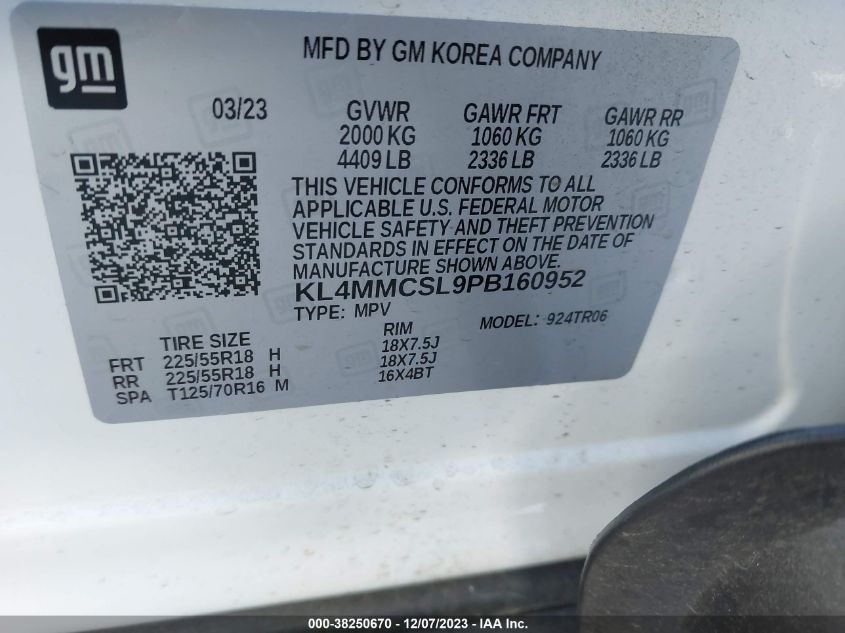 gm
MFD BY GM KOREA COMPANY
03/23 GVWR GAWR FRT GAWR RR
2000 KG 1060 KG 1060 KG
4409 LB 2336 LB 2336 LB
THIS VEHICLE CONFORMS TO ALL
APPLICABLE U.S. FEDERAL MOTOR
VEHICLE SAFETY AND THEFT PREVENTION
STANDARDS IN EFFECT ON THE DATE OF
MANUFACTURE SHOWN ABOVE.
KL4MMCSL9PB160952
TYPE: MPV MODEL: 924TR06
TIRE SIZE RIM
FRT 225/55R18 H 18X7.5J
RR 225/55R18 H 18X7.5J
SPA T125/70R16 M 16X4BT
000-38250670 - 12/07/2023 - IAA Inc.